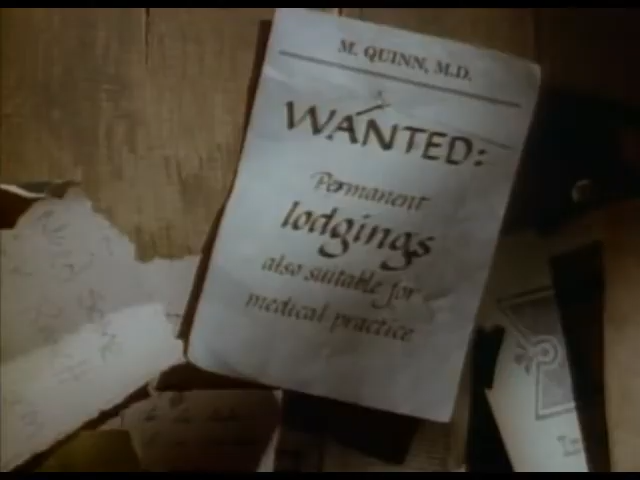 M. QUINN, M.D.
WANTED:
Permanent
lodgings
also suitable for
medical practice